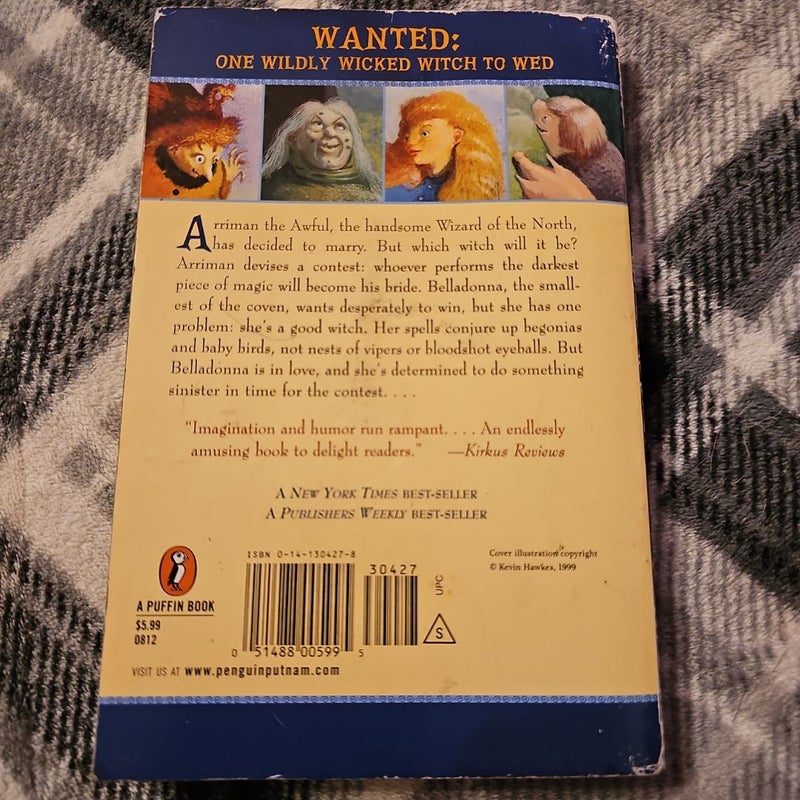 WANTED:
ONE WILDLY WICKED WITCH TO WED
Arriman the Awful, the handsome Wizard of the North,
has decided to marry. But which witch will it be?
Arriman devises a contest: whoever performs the darkest
piece of magic will become his bride. Belladonna, the small-
est of the coven, wants desperately to win, but she has one
problem: she's a good witch. Her spells conjure up begonias
and baby birds, not nests of vipers or bloodshot eyeballs. But
Belladonna is in love, and she's determined to do something
sinister in time for the contest. . . .
"Imagination and humor run rampant. . . . An endlessly
amusing book to delight readers." —Kirkus Reviews
A NEW YORK TIMES BEST-SELLER
A PUBLISHERS WEEKLY BEST-SELLER
A PUFFIN BOOK
$5.99
0812
ISBN 0-14-130427-8
30427
UPC
S
0 51488 00599 5
Cover illustration copyright
© Kevin Hawkes, 1999
VISIT US AT www.penguinputnam.com